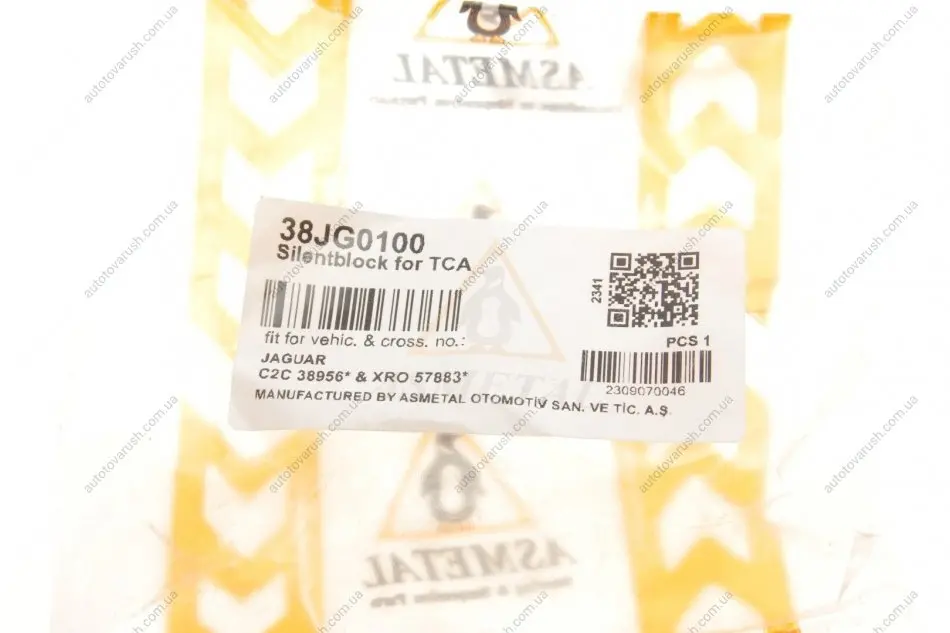 ASMETAL
38JG0100
Silentblock for TCA
2341
fit for vehic. & cross. no.:
PCS 1
JAGUAR
C2C 38956* & XRO 57883*
2309070046
MANUFACTURED BY ASMETAL OTOMOTİV SAN. VE TİC. A.Ş.
ASMETAL
ASMETAL
autotovarush.com.ua